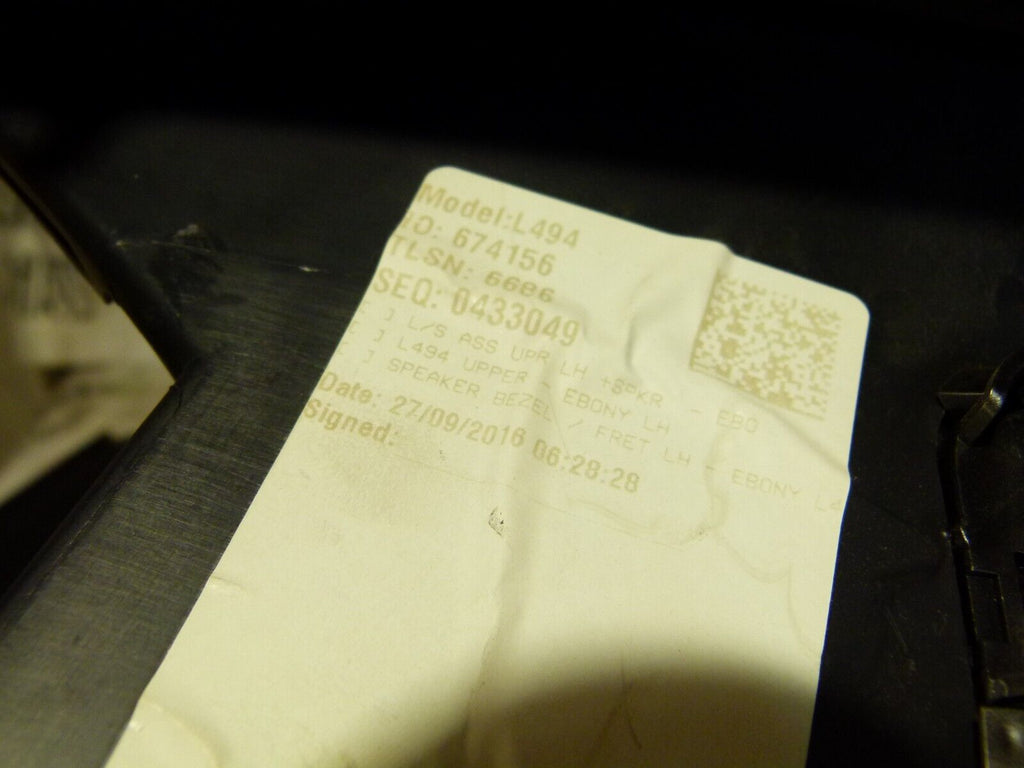 Model:L494
IO: 674156
TLSN: 6686
SEQ: 0433049
[ ] L/S ASS UPR LH +SPKR - EBO
[ ] L494 UPPER EBONY LH
[ ] SPEAKER BEZEL / FRET LH - EBONY L4
Date: 27/09/2016 06:28:28
Signed: